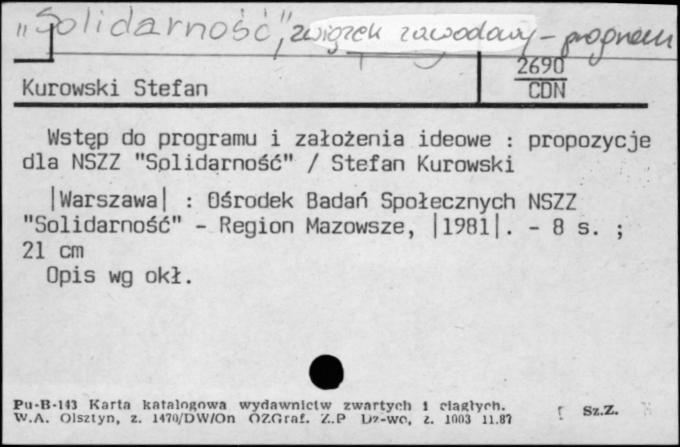 „Solidarność”, związek zawodowy – program
2690
Kurowski Stefan CDN
Wstęp do programu i założenia ideowe : propozycje
dla NSZZ "Solidarność" / Stefan Kurowski
|Warszawa| : Ośrodek Badań Społecznych NSZZ
"Solidarność" - Region Mazowsze, |1981|. - 8 s. ;
21 cm
Opis wg okł.
Pu-B-143 Karta katalogowa wydawnictw zwartych i ciągłych. Sz.Z.
W.A. Olsztyn, z. 1470/DW/On OZGraf. Z.P Dz-wo, z. 1003 11.87